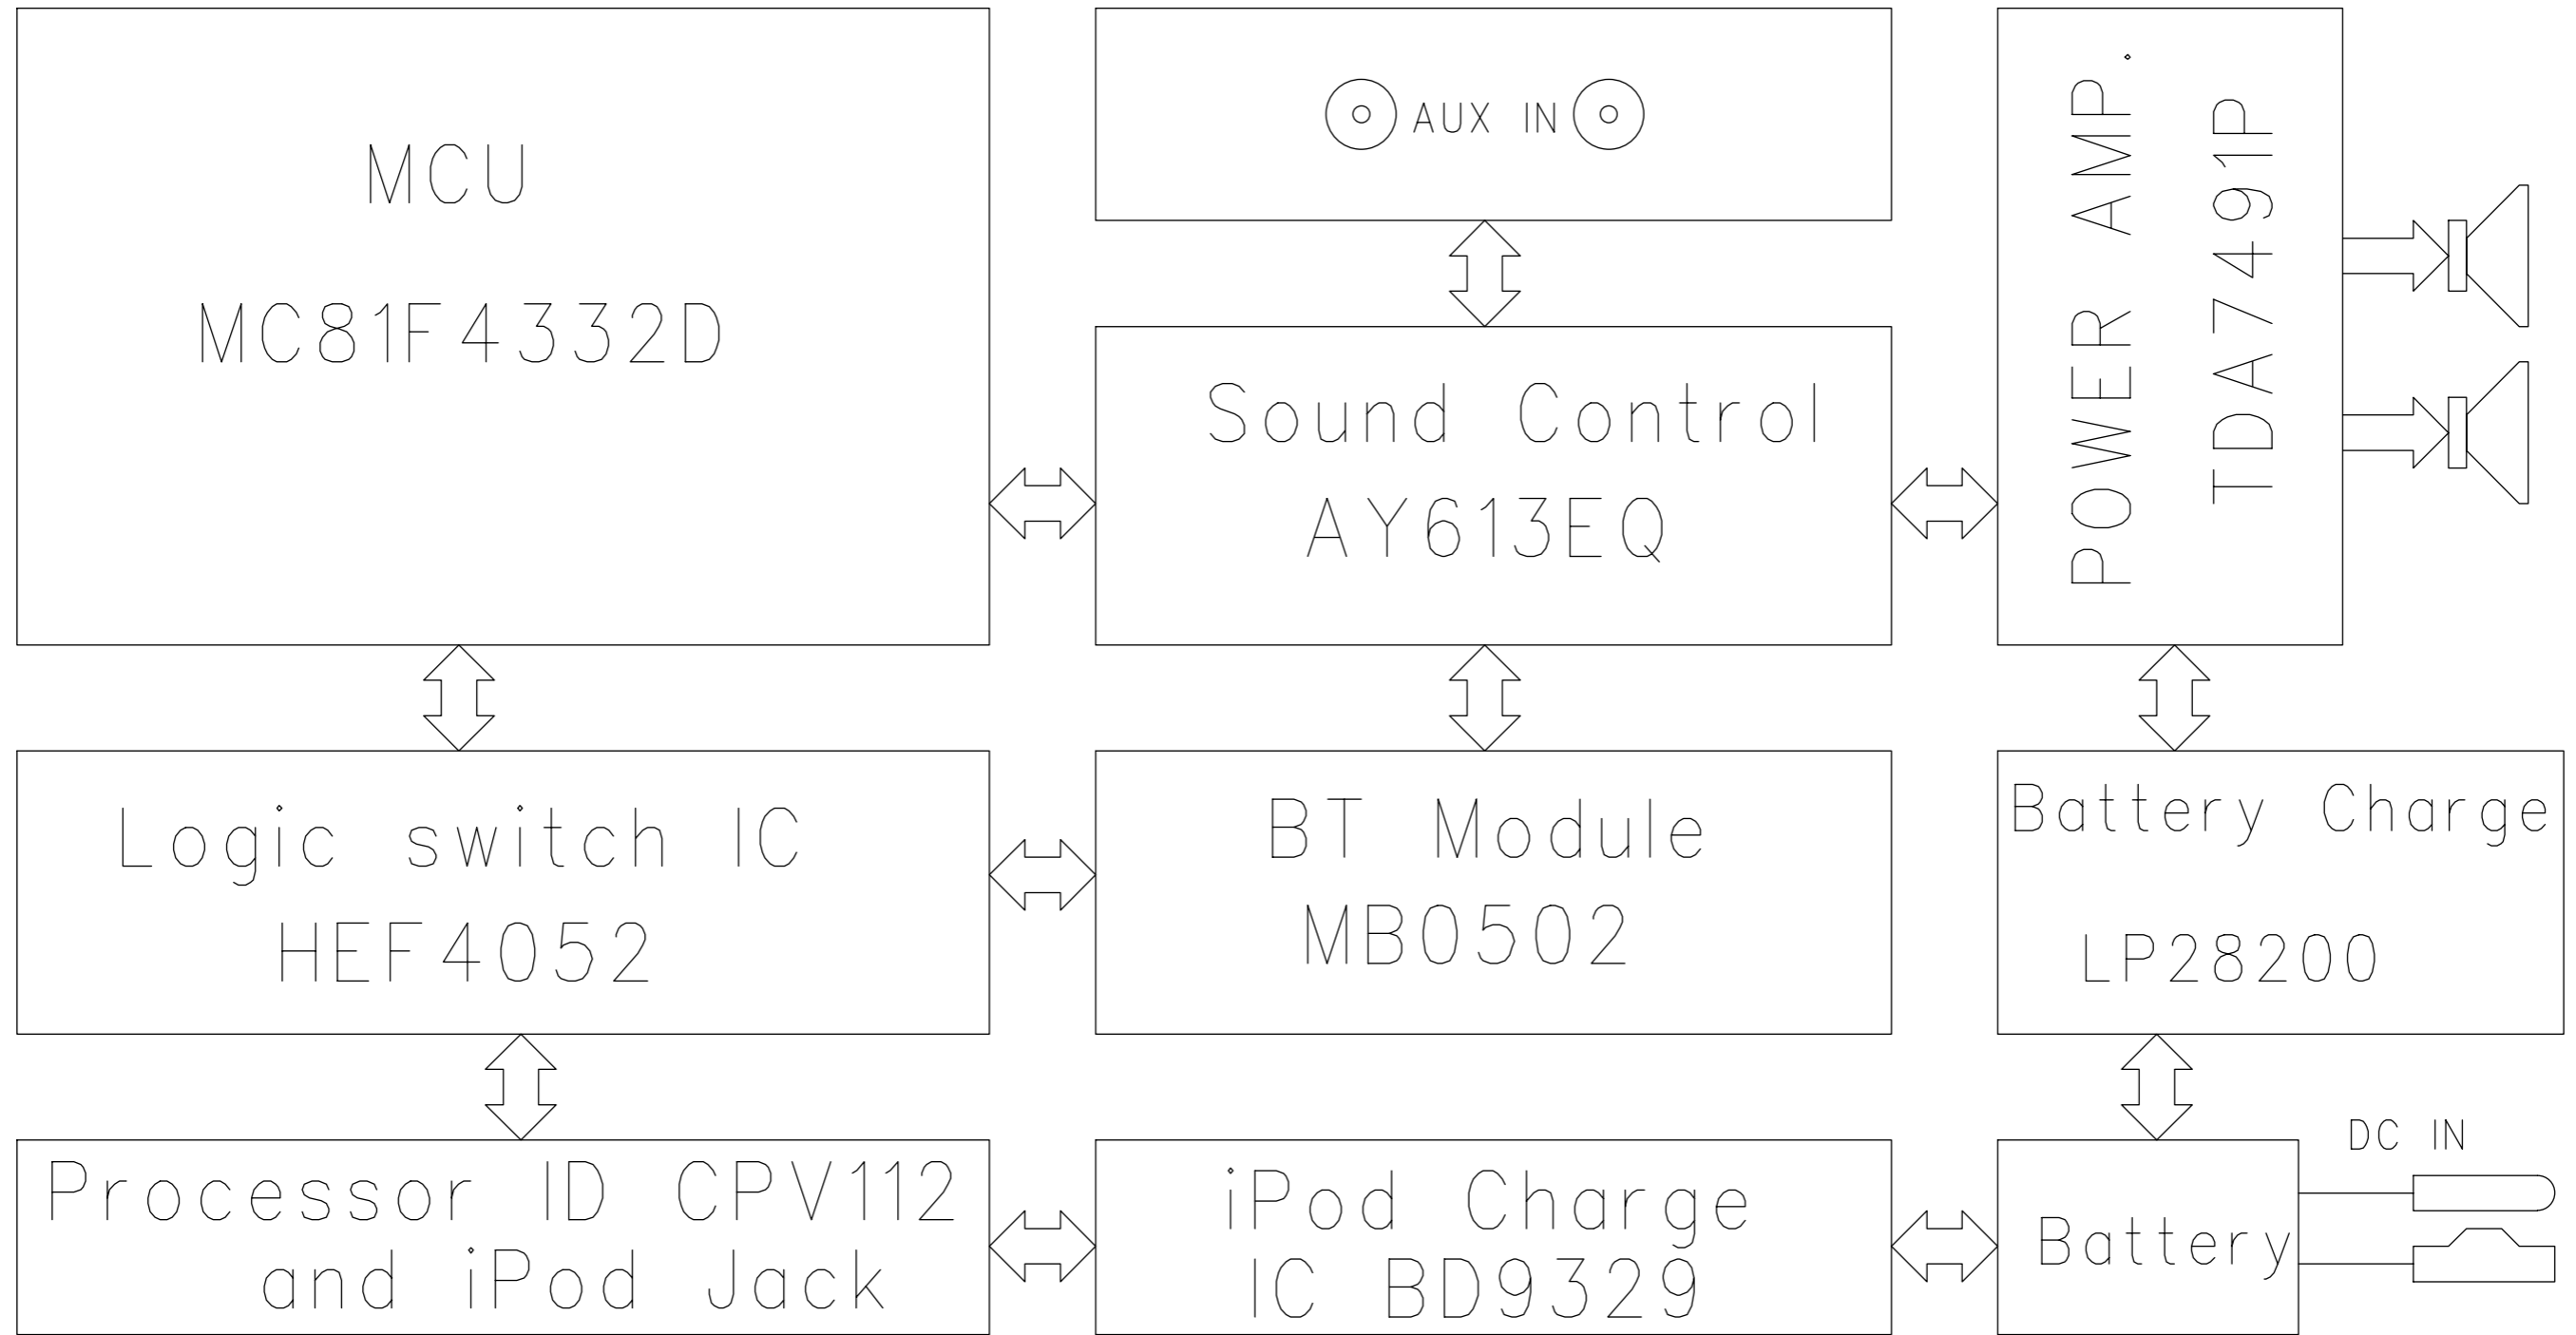 MCU
MC81F4332D
AUX IN
Sound Control
AY613EQ
POWER AMP.
TDA7491P
Logic switch IC
HEF4052
BT Module
MB0502
Battery Charge
LP28200
Processor ID CPV112
and iPod Jack
iPod Charge
IC BD9329
Battery
DC IN